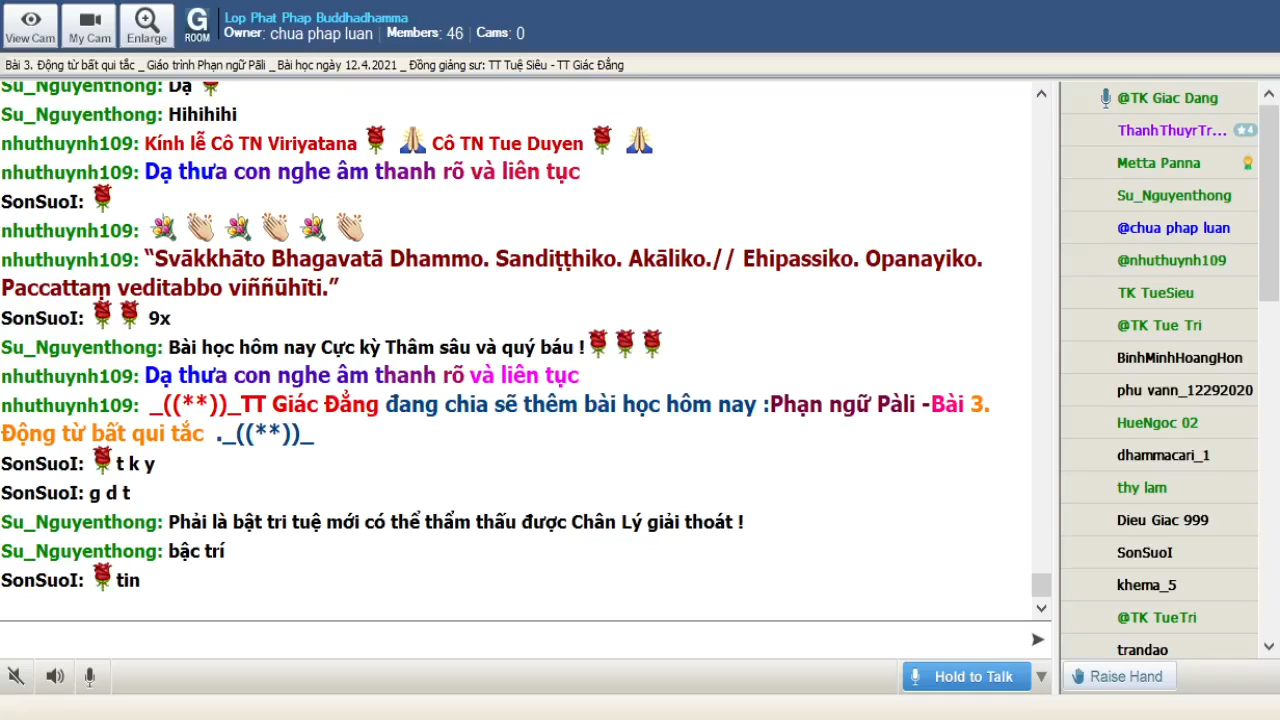 View Cam
My Cam
Enlarge
G
ROOM
Lop Phat Phap Buddhadhamma
Owner: chua phap luan | Members: 46 | Cams: 0
Bài 3. Động từ bất qui tắc _ Giáo trình Phạn ngữ Pāli _ Bài học ngày 12.4.2021 _ Đồng giảng sư: TT Tuệ Siêu - TT Giác Đẳng
Su_Nguyenthong: Dạ
Su_Nguyenthong: Hihihihi
nhuthuynh109: Kính lễ Cô TN Viriyatana Cô TN Tue Duyen
nhuthuynh109: Dạ thưa con nghe âm thanh rõ và liên tục
SonSuoI:
nhuthuynh109:
nhuthuynh109: “Svākkhāto Bhagavatā Dhammo. Sandiṭṭhiko. Akāliko.// Ehipassiko. Opanayiko.
Paccattaṃ veditabbo viññūhīti.”
SonSuoI: 9x
Su_Nguyenthong: Bài học hôm nay Cực kỳ Thâm sâu và quý báu !
nhuthuynh109: Dạ thưa con nghe âm thanh rõ và liên tục
nhuthuynh109: _((**))_TT Giác Đẳng đang chia sẽ thêm bài học hôm nay :Phạn ngữ Pàli -Bài 3.
Động từ bất qui tắc ._((**))_
SonSuoI: t k y
SonSuoI: g d t
Su_Nguyenthong: Phải là bật tri tuệ mới có thể thẩm thấu được Chân Lý giải thoát !
Su_Nguyenthong: bậc trí
SonSuoI: tin
@TK Giac Dang
ThanhThuyrTr... 4
Metta Panna
Su_Nguyenthong
@chua phap luan
@nhuthuynh109
TK TueSieu
@TK Tue Tri
BinhMinhHoangHon
phu vann_12292020
HueNgoc 02
dhammacari_1
thy lam
Dieu Giac 999
SonSuoI
khema_5
@TK TueTri
trandao
Hold to Talk
Raise Hand